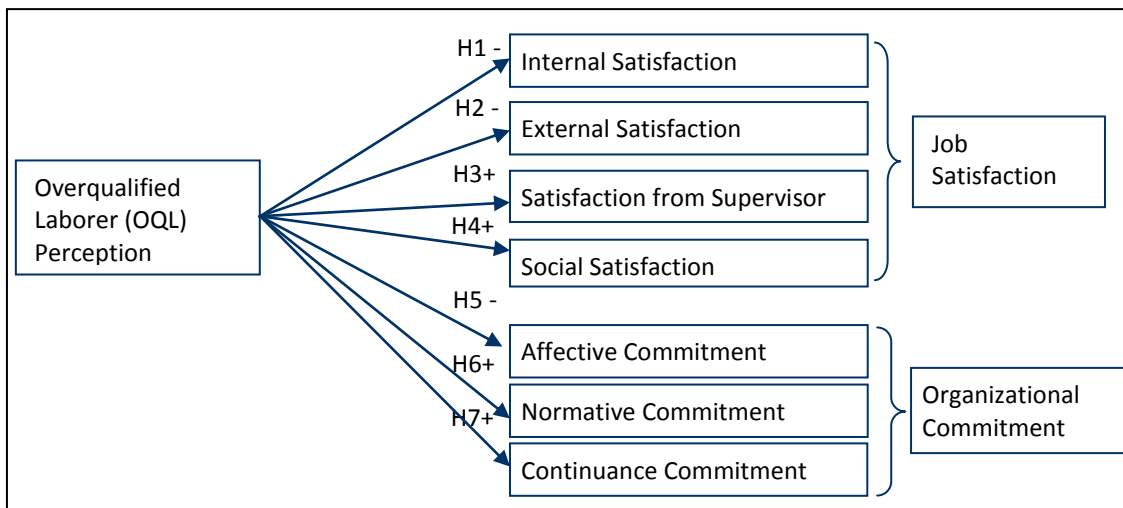 H1 -
Internal Satisfaction
H2 -
External Satisfaction
Job
Satisfaction
Overqualified
Laborer (OQL)
Perception
H3+
Satisfaction from Supervisor
H4+
Social Satisfaction
H5 -
Affective Commitment
H6+
Normative Commitment
Organizational
Commitment
H7+
Continuance Commitment